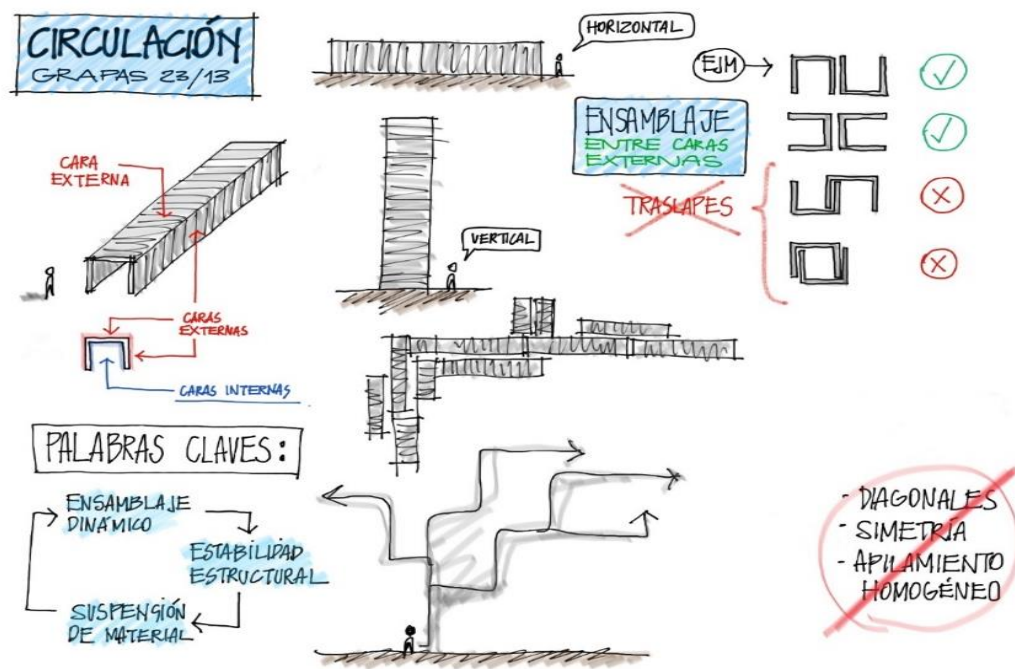 CIRCULACIÓN
GRAPAS 23/13
HORIZONTAL
EJM
ENSAMBLAJE
ENTRE CARAS
EXTERNAS
TRASLAPES
CARA
EXTERNA
VERTICAL
CARAS
EXTERNAS
CARAS INTERNAS
PALABRAS CLAVES:
ENSAMBLAJE
DINÁMICO
ESTABILIDAD
ESTRUCTURAL
SUSPENSIÓN
DE MATERIAL
- DIAGONALES
- SIMETRÍA
- APILAMIENTO
HOMOGÉNEO